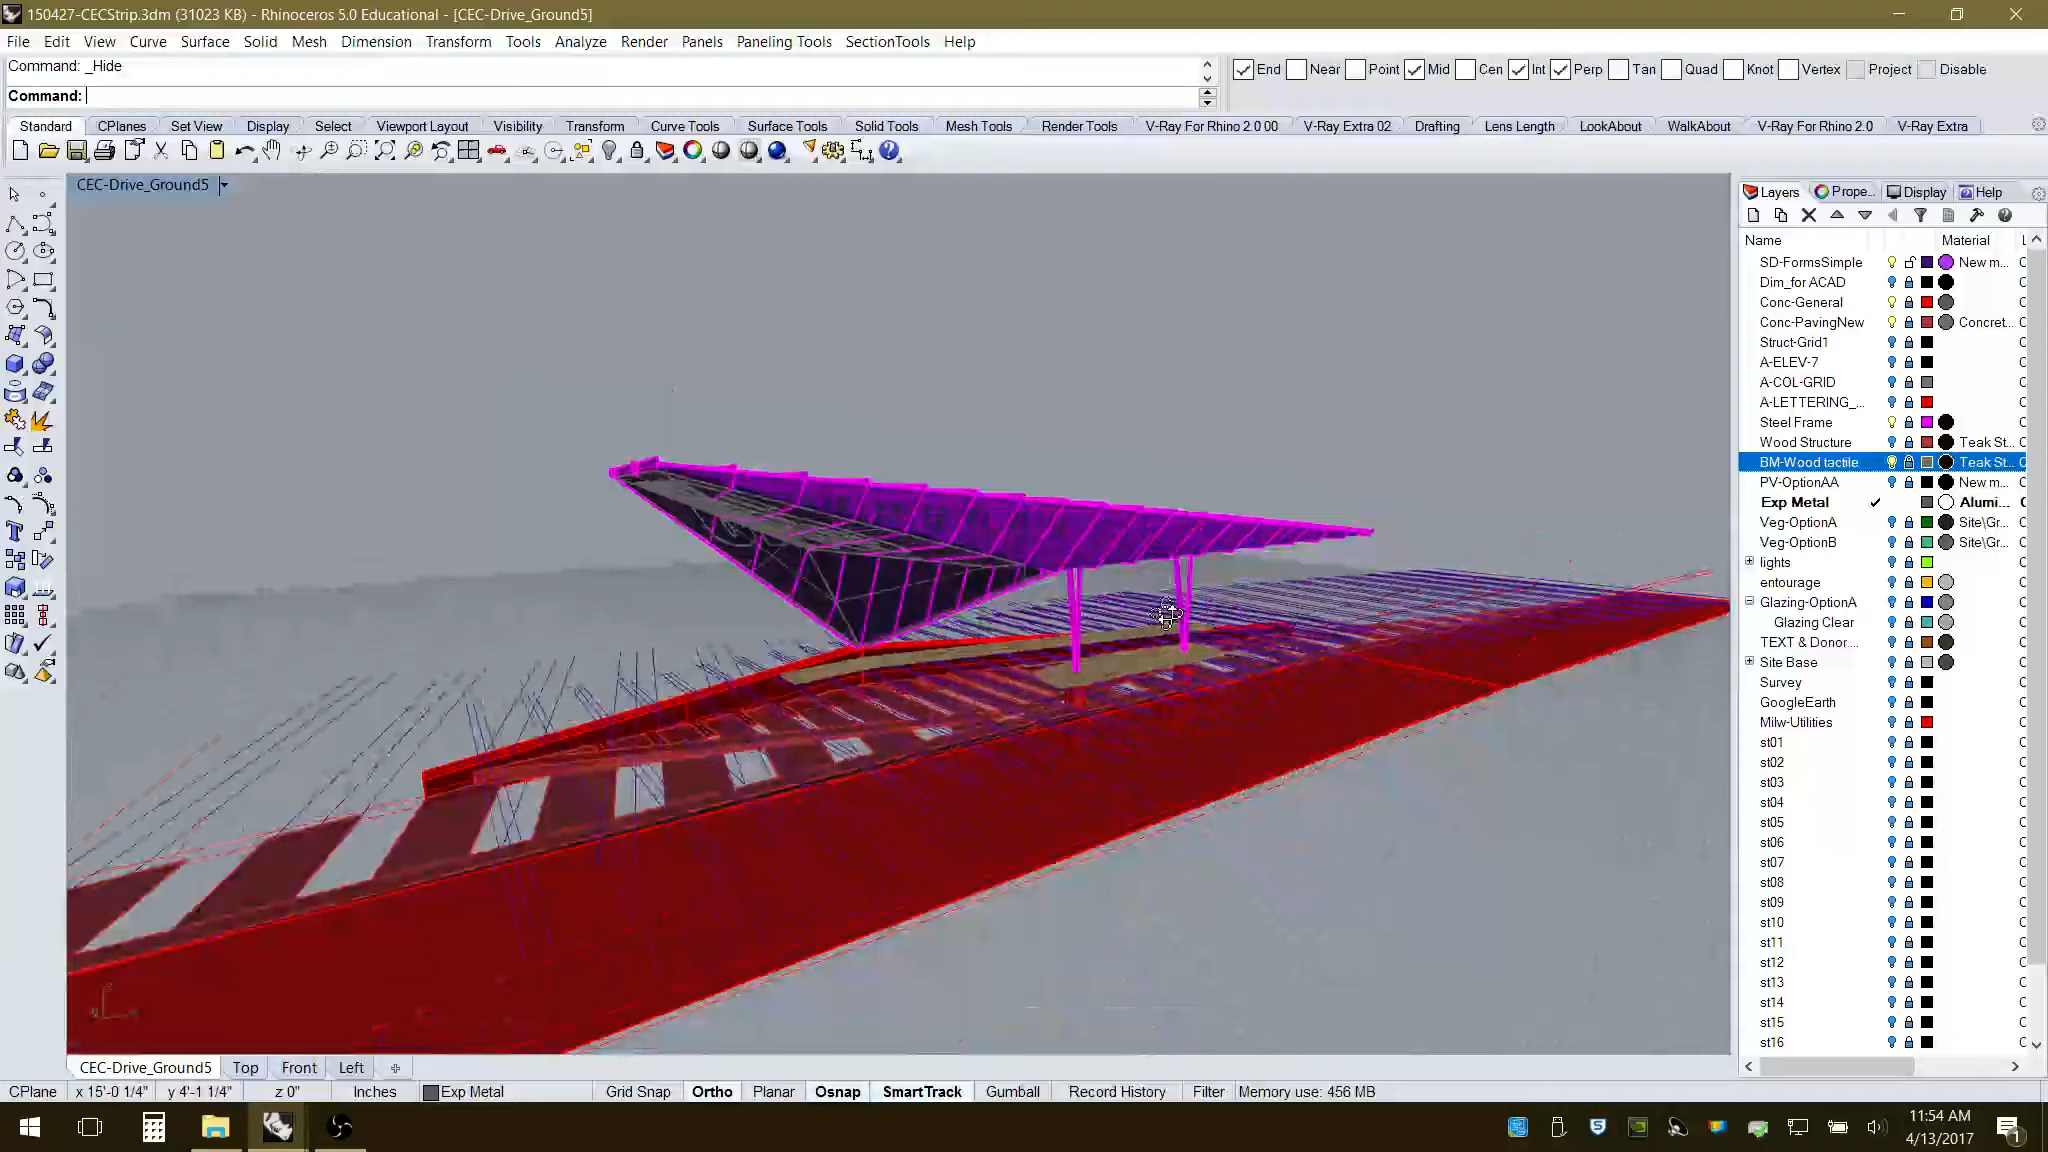 150427-CECStrip.3dm (31023 KB) - Rhinoceros 5.0 Educational - [CEC-Drive_Ground5]
File Edit View Curve Surface Solid Mesh Dimension Transform Tools Analyze Render Panels Paneling Tools SectionTools Help
Command: _Hide
Command:
End Near Point Mid Cen Int Perp Tan Quad Knot Vertex Project Disable
Standard CPlanes Set View Display Select Viewport Layout Visibility Transform Curve Tools Surface Tools Solid Tools Mesh Tools Render Tools V-Ray For Rhino 2.0 00 V-Ray Extra 02 Drafting Lens Length LookAbout WalkAbout V-Ray For Rhino 2.0 V-Ray Extra
CEC-Drive_Ground5
Layers Prope... Display Help
Name Material L
SD-FormsSimple New m... C
Dim_for ACAD C
Conc-General C
Conc-PavingNew Concret... C
Struct-Grid1 C
A-ELEV-7 C
A-COL-GRID C
A-LETTERING_... C
Steel Frame C
Wood Structure Teak St... C
BM-Wood tactile Teak St... C
PV-OptionAA New m... C
Exp Metal Alumi... C
Veg-OptionA Site\Gr... C
Veg-OptionB Site\Gr... C
lights C
entourage C
Glazing-OptionA C
Glazing Clear C
TEXT & Donor ... C
Site Base C
Survey C
GoogleEarth C
Milw-Utilities C
st01 C
st02 C
st03 C
st04 C
st05 C
st06 C
st07 C
st08 C
st09 C
st10 C
st11 C
st12 C
st13 C
st14 C
st15 C
st16 C
CEC-Drive_Ground5 Top Front Left
CPlane x 15'-0 1/4" y 4'-1 1/4" z 0" Inches Exp Metal Grid Snap Ortho Planar Osnap SmartTrack Gumball Record History Filter Memory use: 456 MB
11:54 AM
4/13/2017
1